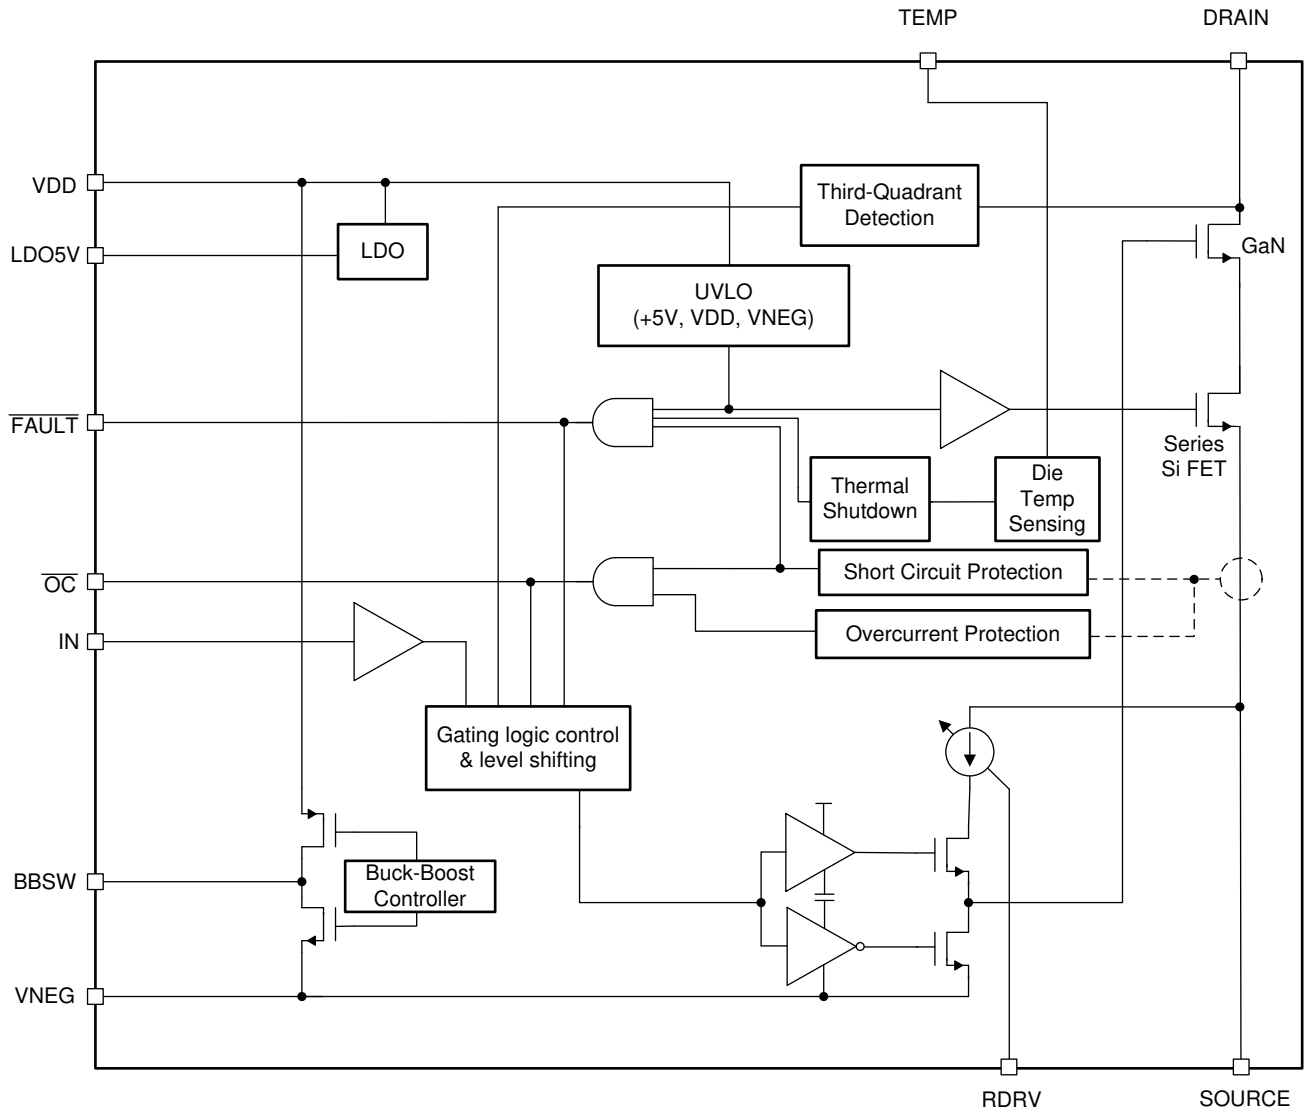 TEMP
DRAIN
VDD
Third-Quadrant
Detection
LDO5V
LDO
GaN
UVLO
(+5V, VDD, VNEG)
FAULT
Series
Si FET
Thermal
Shutdown
Die
Temp
Sensing
OC
Short Circuit Protection
IN
Overcurrent Protection
Gating logic control
& level shifting
BBSW
Buck-Boost
Controller
VNEG
RDRV
SOURCE